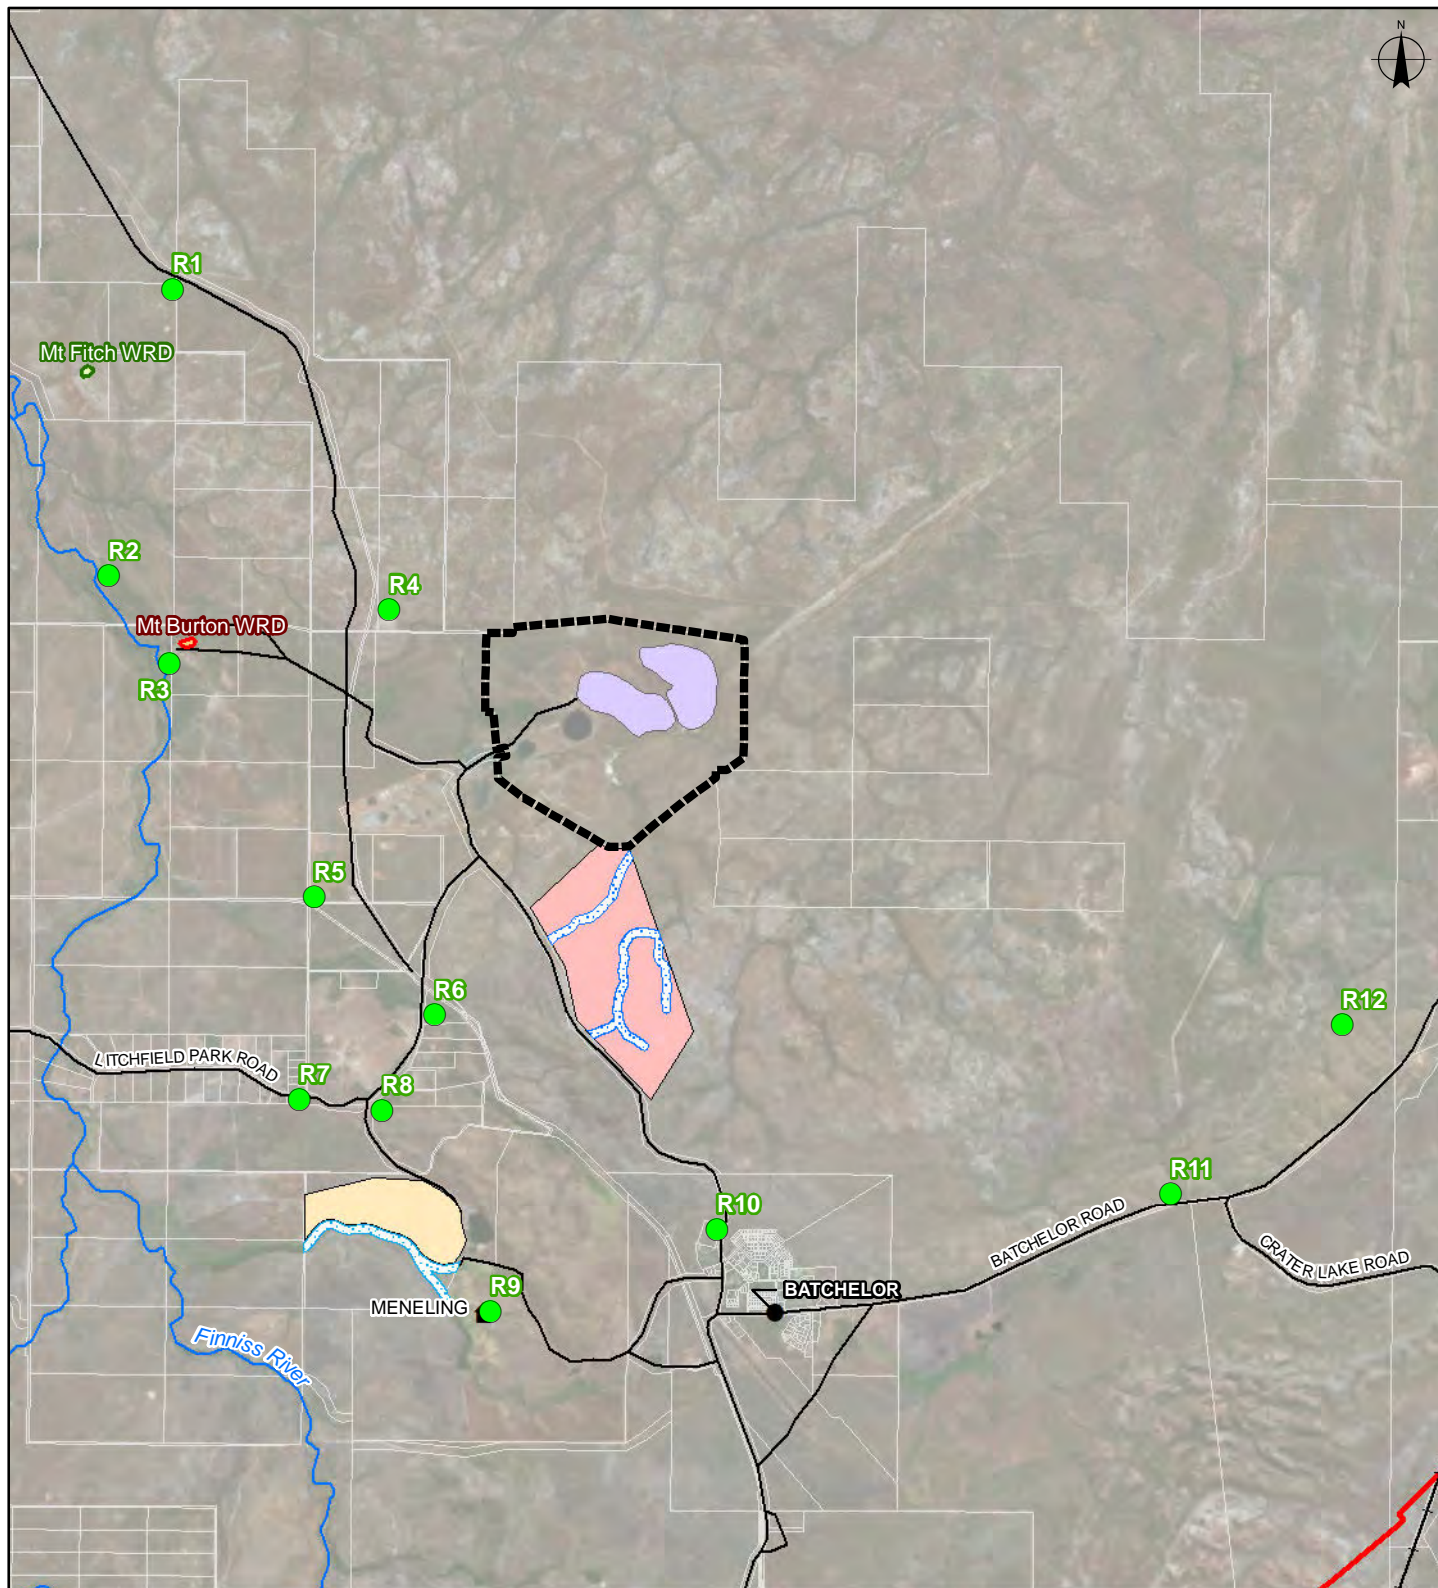 N
R1
Mt Fitch WRD
R2
R4
Mt Burton WRD
R3
R5
R6
R12
LITCHFIELD PARK ROAD
R7
R8
R11
R10
BATCHELOR ROAD
CRATER LAKE ROAD
R9
BATCHELOR
MENELING
Finniss River